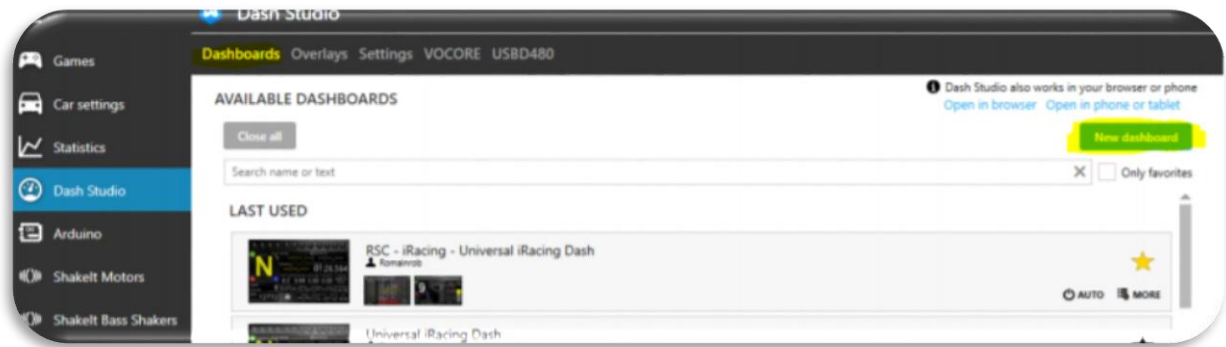 Dash Studio
Games
Car settings
Statistics
Dash Studio
Arduino
ShakeIt Motors
ShakeIt Bass Shakers
Dashboards Overlays Settings VOCORE USBD480
AVAILABLE DASHBOARDS
Dash Studio also works in your browser or phone
Open in browser Open in phone or tablet
Close all
New dashboard
Search name or text
Only favorites
LAST USED
RSC - iRacing - Universal iRacing Dash
Romainrob
N
AUTO MORE
Universal iRacing Dash